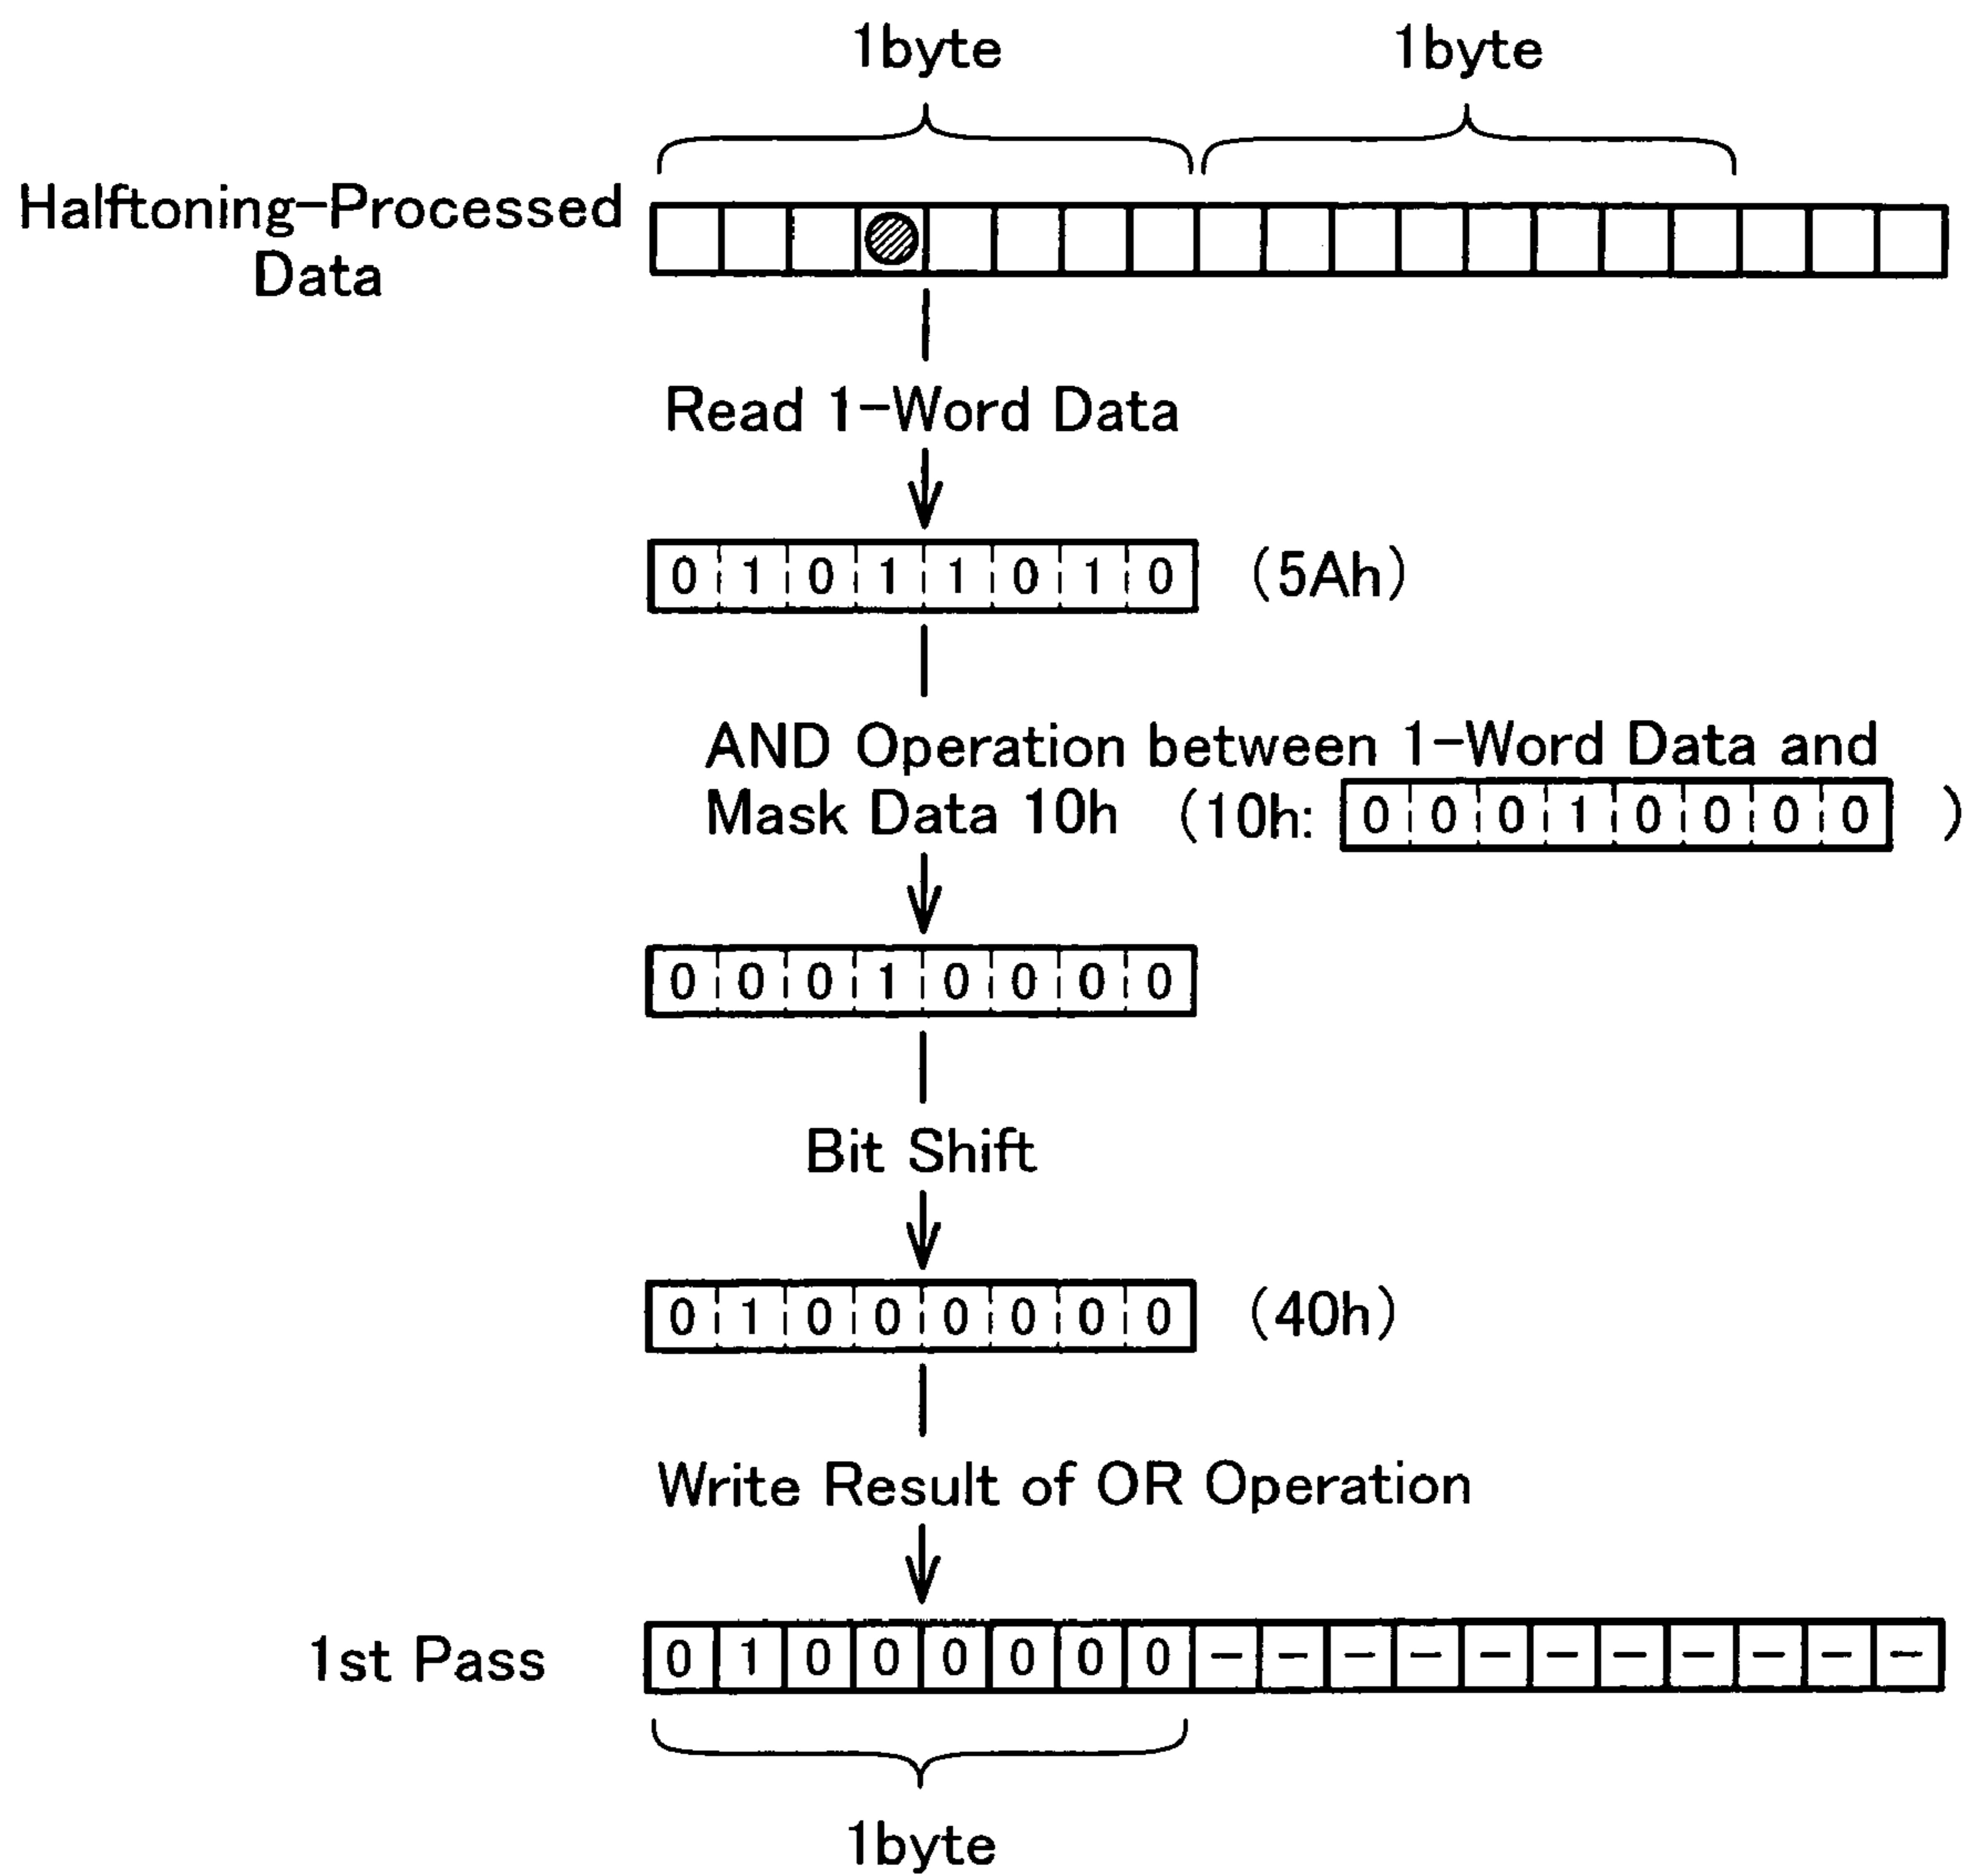 1byte 1byte
Halftoning-Processed
Data
Read 1-Word Data
0 1 0 1 1 0 1 0 (5Ah)
AND Operation between 1-Word Data and
Mask Data 10h (10h: 0 0 0 1 0 0 0 0 )
0 0 0 1 0 0 0 0
Bit Shift
0 1 0 0 0 0 0 0 (40h)
Write Result of OR Operation
1st Pass 0 1 0 0 0 0 0 0 - - - - - - - - - - -
1byte